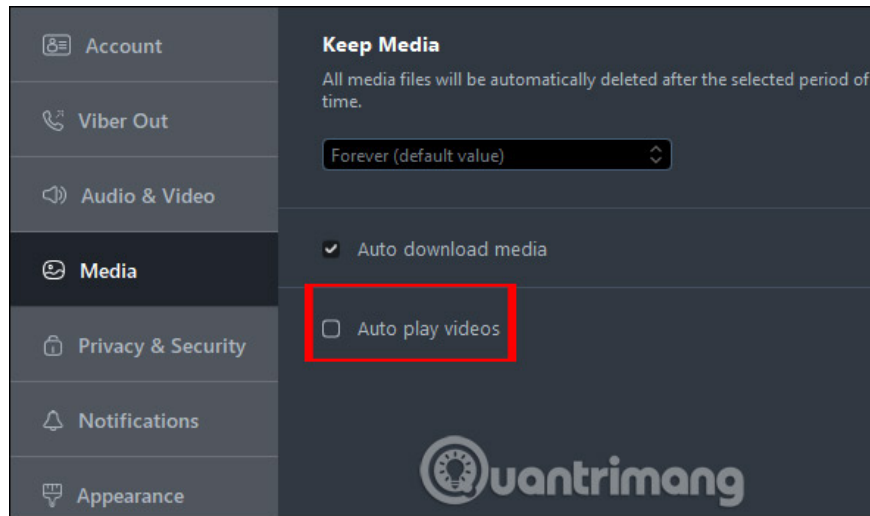 Account
Viber Out
Audio & Video
Media
Privacy & Security
Notifications
Appearance
Keep Media
All media files will be automatically deleted after the selected period of
time.
Forever (default value)
Auto download media
Auto play videos
Quantrimang